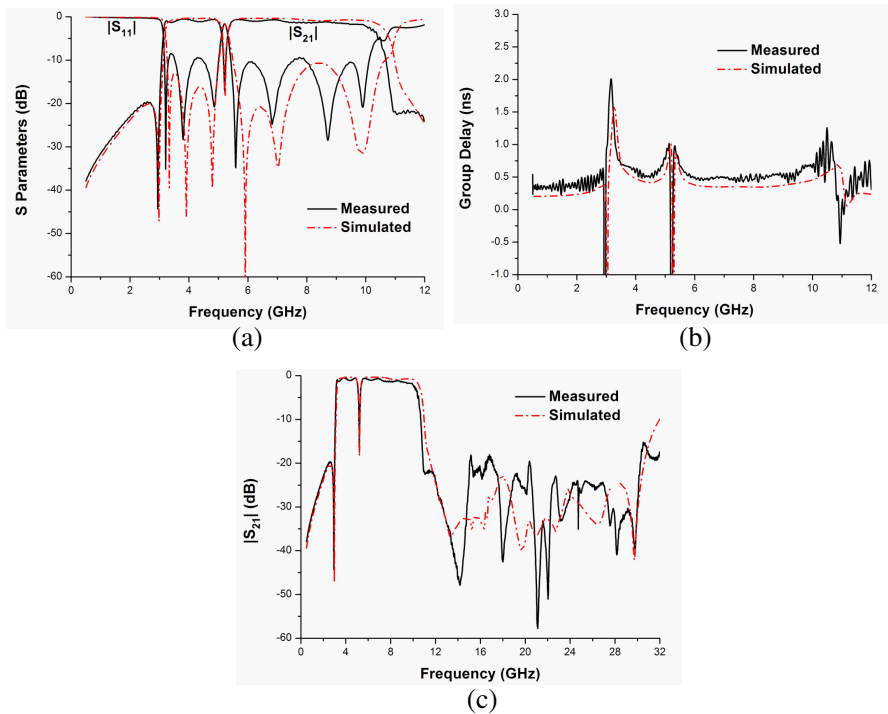 0
-10
-20
-30
-40
-50
-60
S Parameters (dB)
|S11|
|S21|
Measured
Simulated
0 2 4 6 8 10 12
Frequency (GHz)
(a)
3.0
2.5
2.0
1.5
1.0
0.5
0.0
-0.5
-1.0
Group Delay (ns)
Measured
Simulated
0 2 4 6 8 10 12
Frequency (GHz)
(b)
0
-10
-20
-30
-40
-50
-60
|S21| (dB)
Measured
Simulated
0 4 8 12 16 20 24 28 32
Frequency (GHz)
(c)